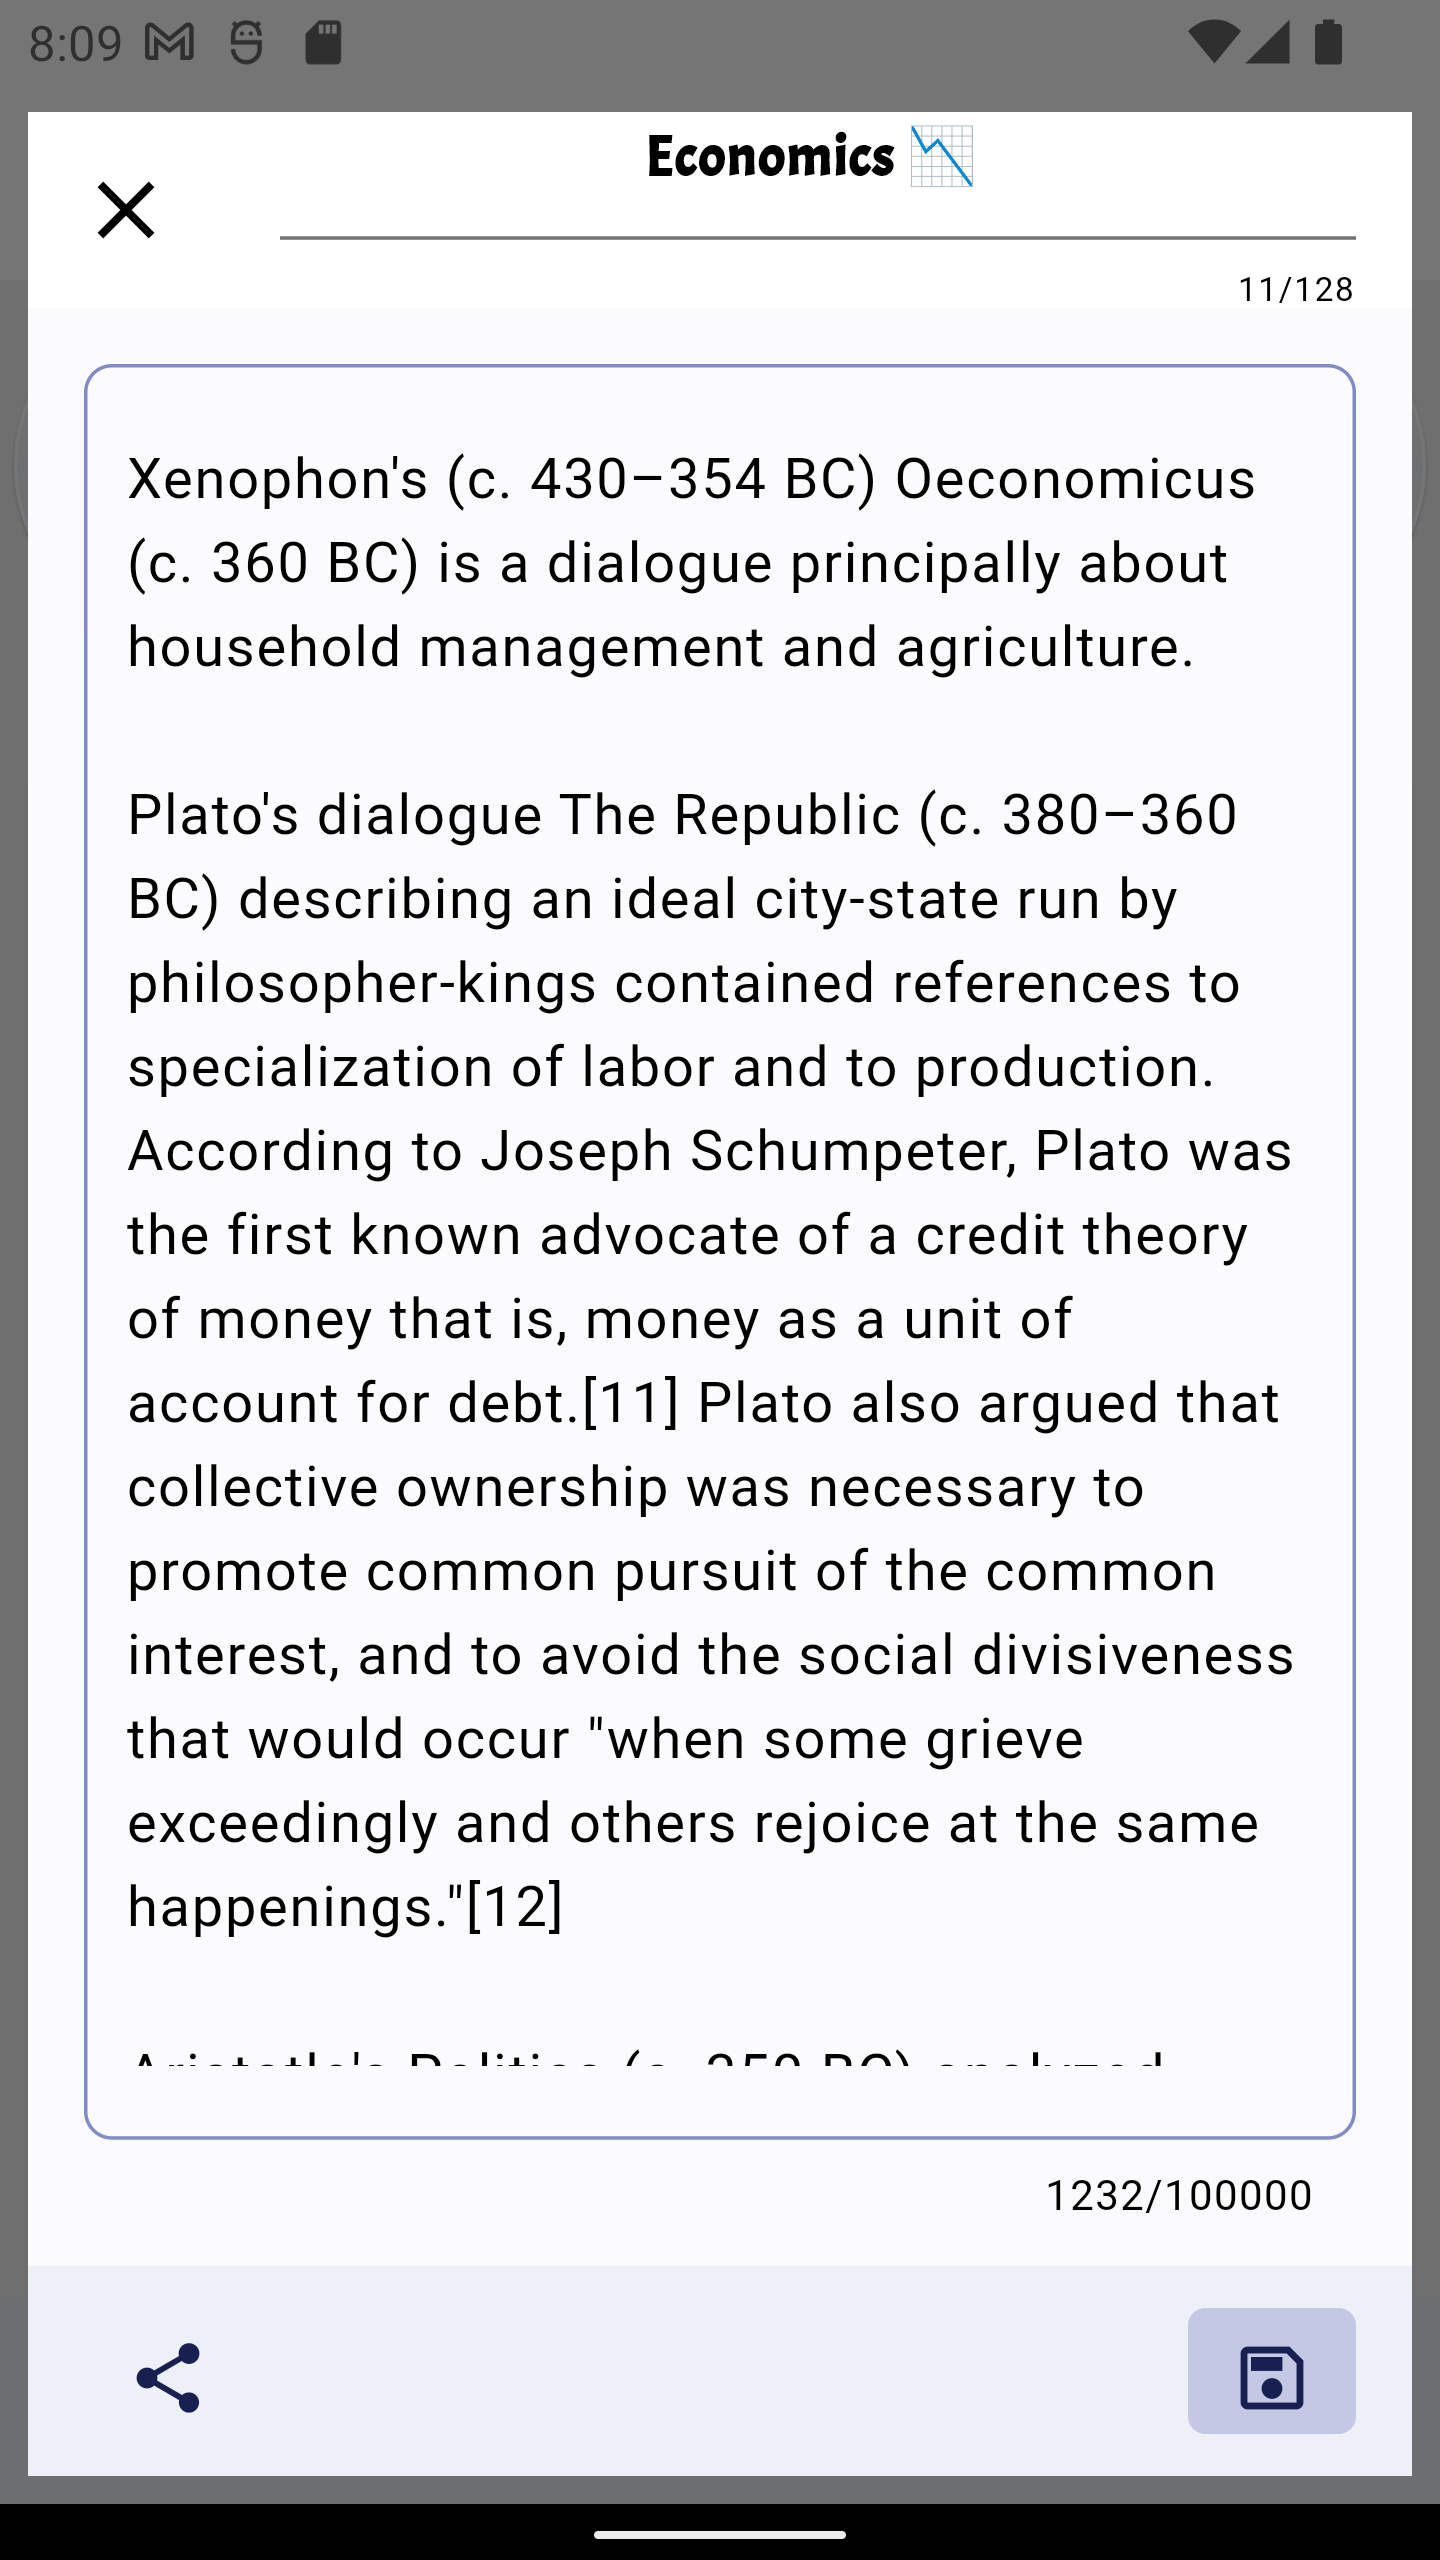 8:09
Economics 📉
11/128
Xenophon's (c. 430–354 BC) Oeconomicus
(c. 360 BC) is a dialogue principally about
household management and agriculture.
Plato's dialogue The Republic (c. 380–360
BC) describing an ideal city-state run by
philosopher-kings contained references to
specialization of labor and to production.
According to Joseph Schumpeter, Plato was
the first known advocate of a credit theory
of money that is, money as a unit of
account for debt.[11] Plato also argued that
collective ownership was necessary to
promote common pursuit of the common
interest, and to avoid the social divisiveness
that would occur "when some grieve
exceedingly and others rejoice at the same
happenings."[12]
Aristotle's Politics (c. 350 BC) analyzed
1232/100000